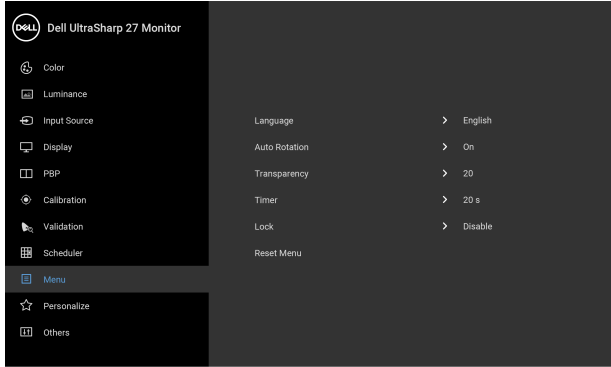 DELL Dell UltraSharp 27 Monitor
Color
Luminance
Input Source
Language English
Display
Auto Rotation On
PBP
Transparency 20
Calibration
Timer 20 s
Validation
Lock Disable
Scheduler
Reset Menu
Menu
Personalize
Others